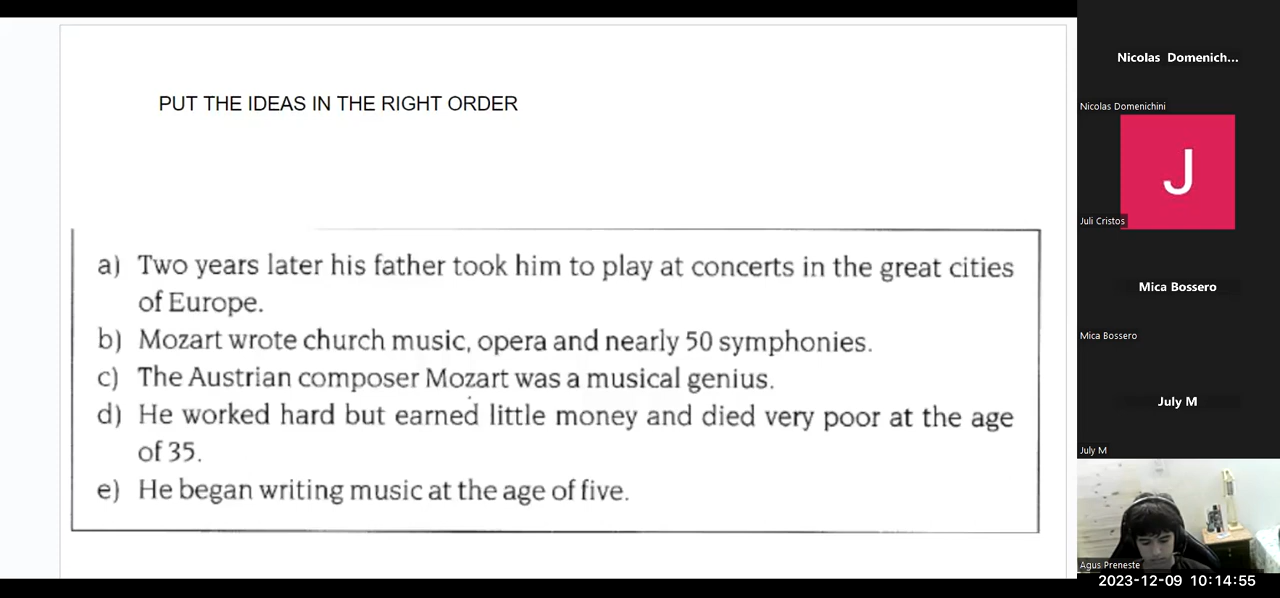 PUT THE IDEAS IN THE RIGHT ORDER
a) Two years later his father took him to play at concerts in the great cities
of Europe.
b) Mozart wrote church music, opera and nearly 50 symphonies.
c) The Austrian composer Mozart was a musical genius.
d) He worked hard but earned little money and died very poor at the age
of 35.
e) He began writing music at the age of five.
Nicolas Domenich...
Nicolas Domenichini
J
Juli Cristos
Mica Bossero
Mica Bossero
July M
July M
Agus Preneste
2023-12-09 10:14:55